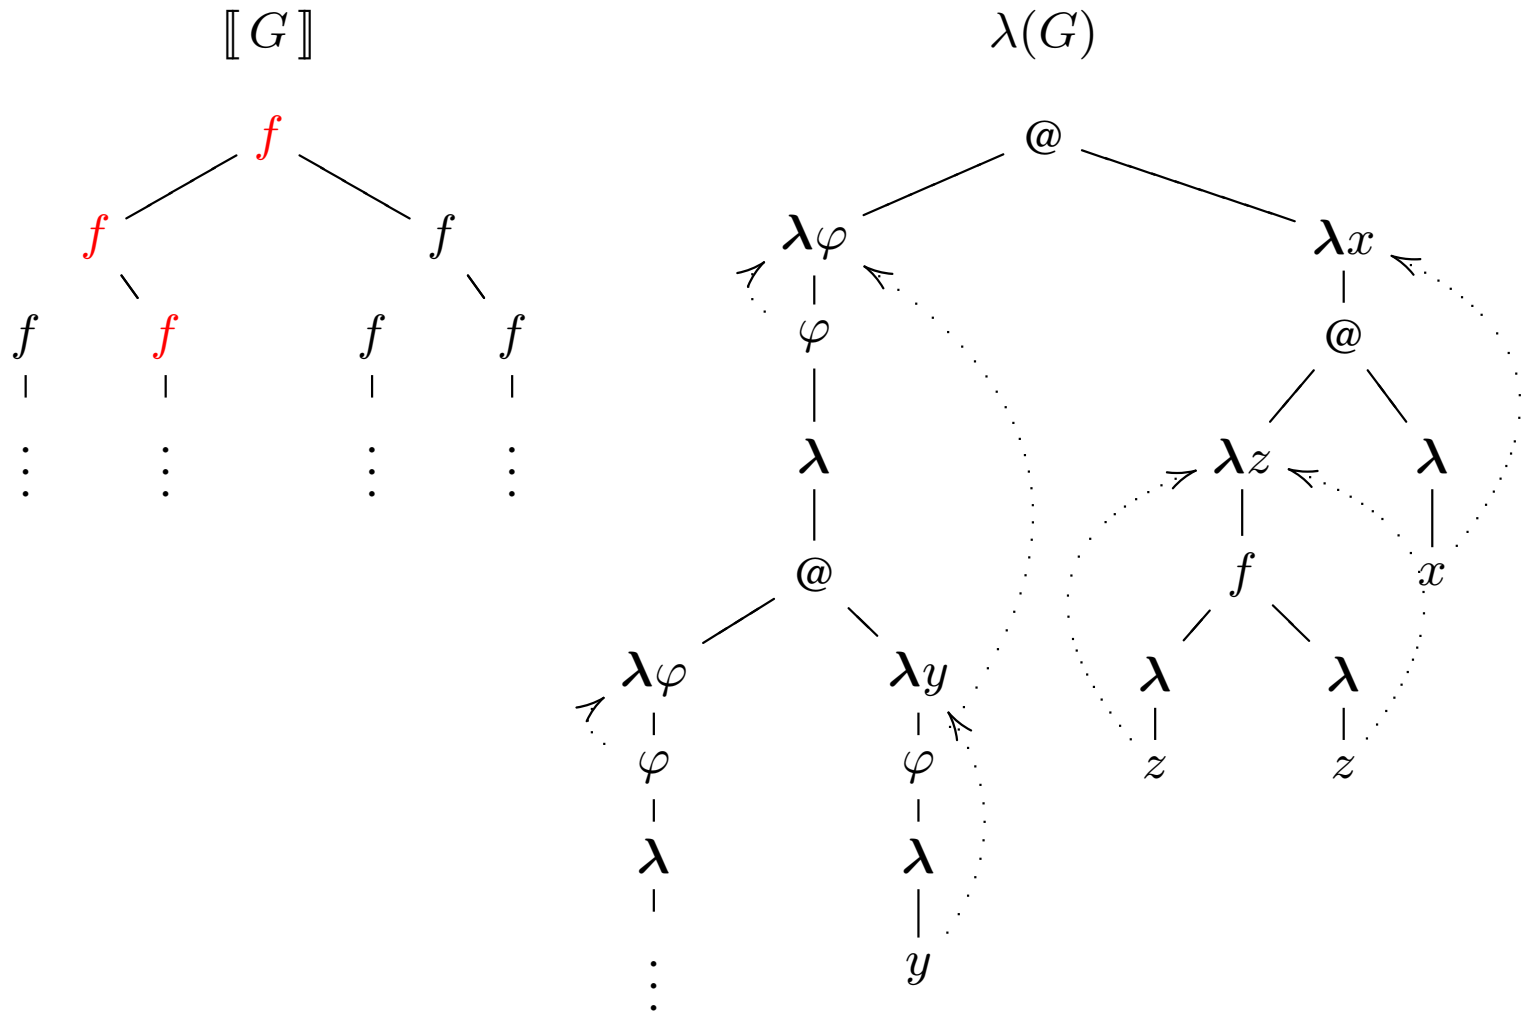 ⟦ G ⟧ λ(G)
f @
f f λφ λx
f f f f φ @
⋮ ⋮ ⋮ ⋮ λ λz λ
@ f x
λφ λy λ λ
φ φ z z
λ λ
⋮ y